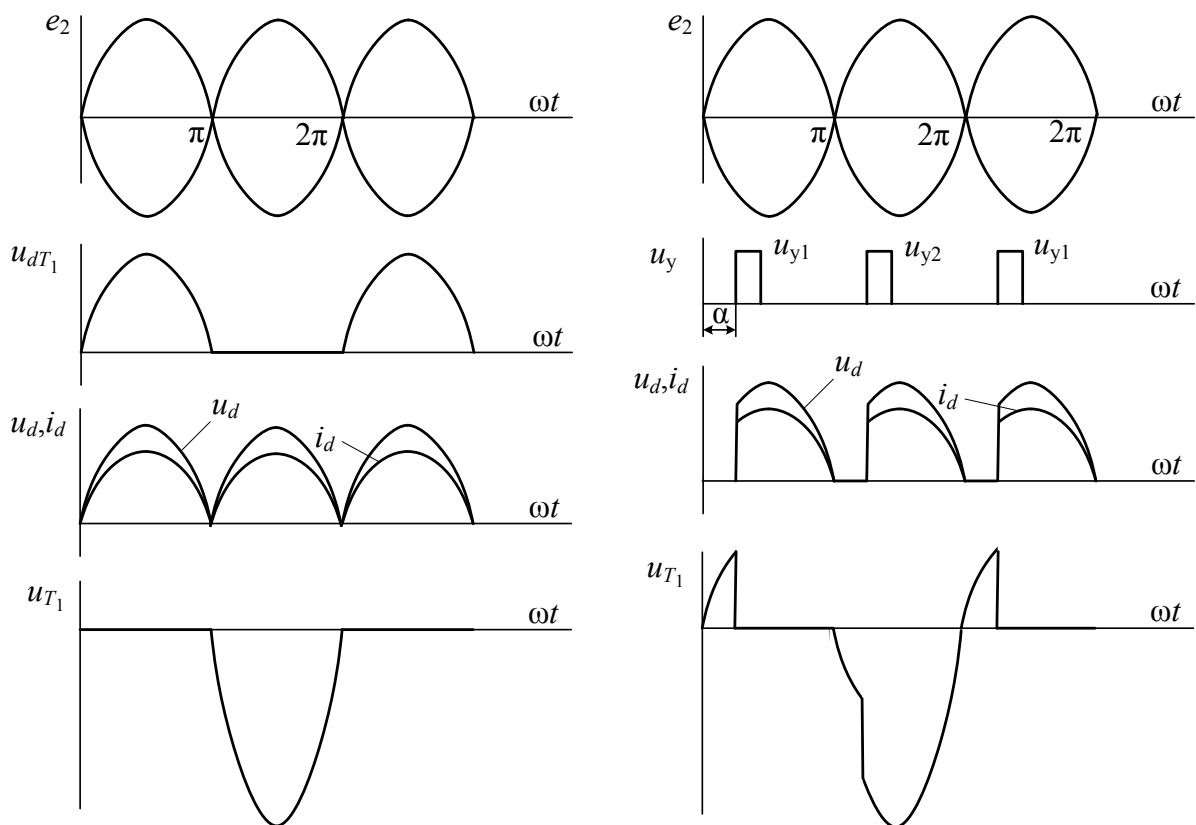 e2
ωt
π
2π
u_dT1
ωt
u_d,i_d
u_d
i_d
ωt
u_T1
ωt
e2
ωt
π
2π
2π
u_y
u_y1
u_y2
u_y1
ωt
α
u_d,i_d
u_d
i_d
ωt
u_T1
ωt